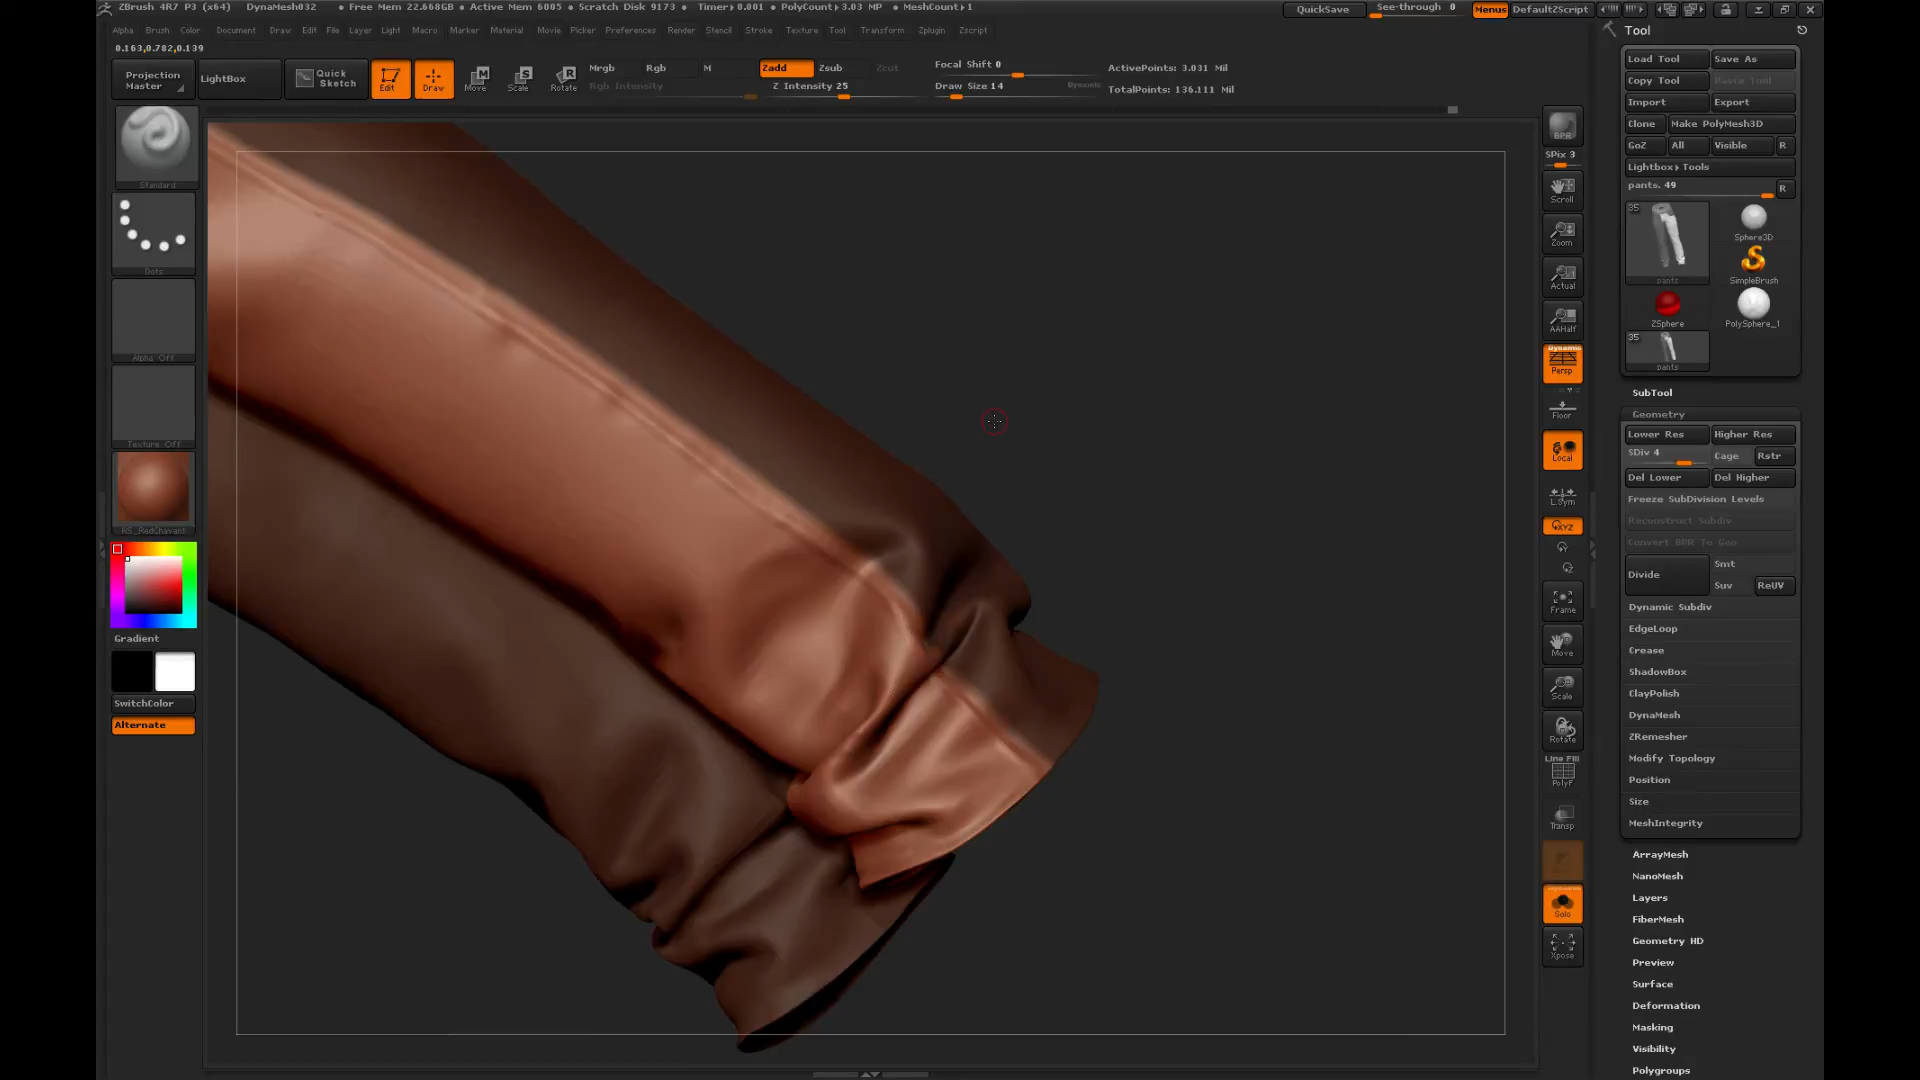 ZBrush 4R7 P3 (x64) DynaMesh032 • Free Mem 22.668GB • Active Mem 6005 • Scratch Disk 9173 • Timer▸0.001 • PolyCount▸3.03 MP • MeshCount▸1
QuickSave See-through 0 Menus DefaultZScript
Alpha Brush Color Document Draw Edit File Layer Light Macro Marker Material Movie Picker Preferences Render Stencil Stroke Texture Tool Transform Zplugin Zscript
0.163,0.782,0.139
Projection Master
LightBox
Quick Sketch
Edit Draw Move Scale Rotate
Mrgb Rgb M
Rgb Intensity
Zadd Zsub Zcut
Z Intensity 25
Focal Shift 0
Draw Size 14 Dynamic
ActivePoints: 3.031 Mil
TotalPoints: 136.111 Mil
Standard
Dots
Alpha Off
Texture Off
RS_RedChavant
Gradient
SwitchColor
Alternate
BPR
SPix 3
Scroll
Zoom
Actual
AAHalf
Dynamic
Persp
Floor
Local
L.Sym
XYZ
Frame
Move
Scale
Rotate
Line Fill
PolyF
Transp
Solo
Xpose
Tool
Load Tool Save As
Copy Tool Paste Tool
Import Export
Clone Make PolyMesh3D
GoZ All Visible R
Lightbox▸Tools
pants. 49 R
35
pants
Sphere3D
SimpleBrush
ZSphere
PolySphere_1
35
pants
SubTool
Geometry
Lower Res Higher Res
SDiv 4 Cage Rstr
Del Lower Del Higher
Freeze SubDivision Levels
Reconstruct Subdiv
Convert BPR To Geo
Divide Smt
Suv ReUV
Dynamic Subdiv
EdgeLoop
Crease
ShadowBox
ClayPolish
DynaMesh
ZRemesher
Modify Topology
Position
Size
MeshIntegrity
ArrayMesh
NanoMesh
Layers
FiberMesh
Geometry HD
Preview
Surface
Deformation
Masking
Visibility
Polygroups